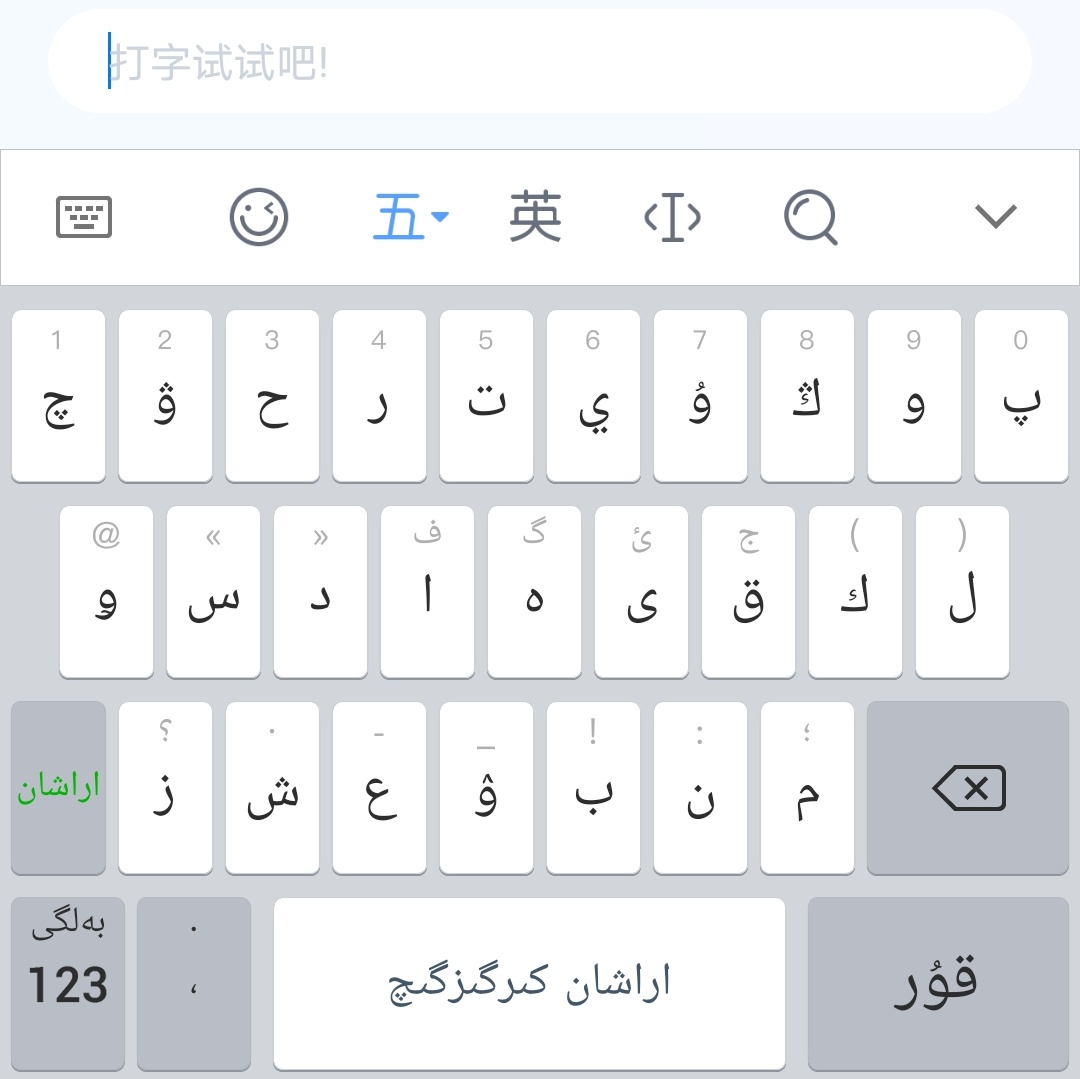 打字试试吧!
五 英
1 2 3 4 5 6 7 8 9 0
چ ۋ ح ر ت ي ۇ ڭ و پ
@ « » ف گ ئ ج ( )
ۅ س د ا ە ى ق ك ل
؟ · - _ ! : ؛
اراشان ز ش ع ۉ ب ن م
بەلگى . 
123 ، اراشان كىرگىزگىچ قۇر